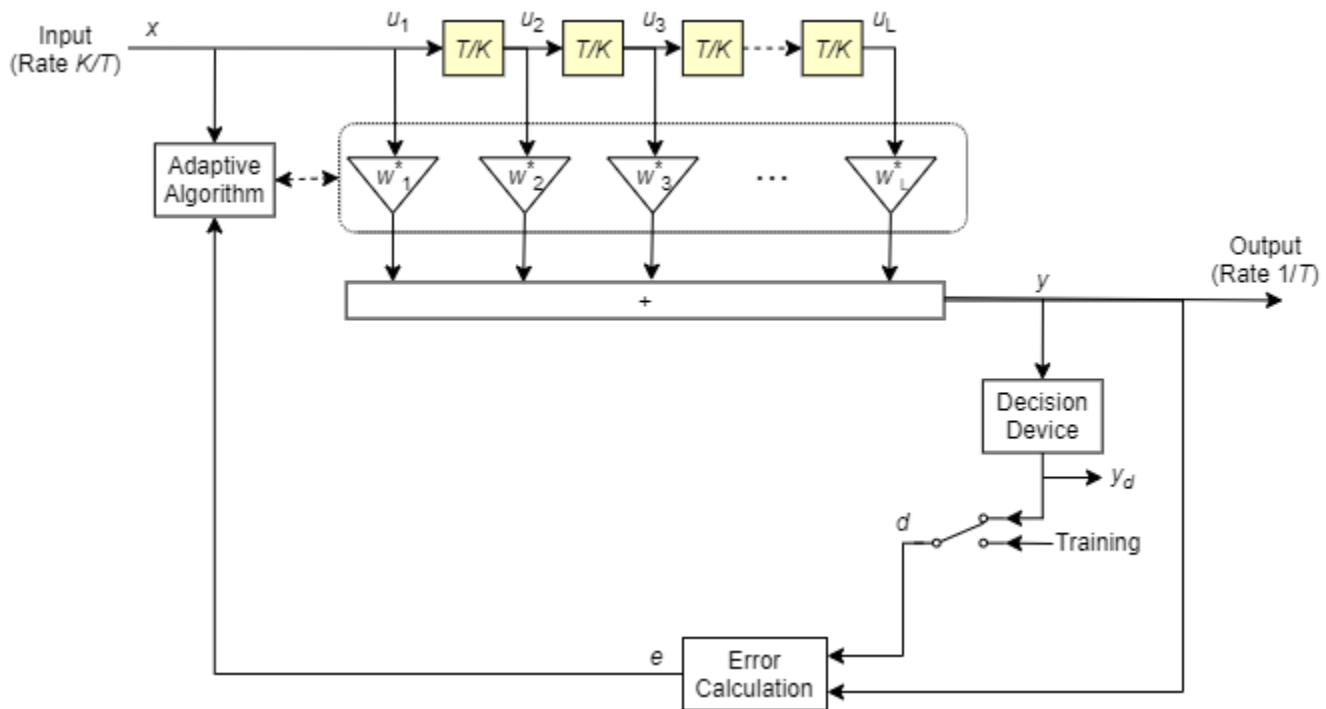 Input
(Rate K/T)
x
u1
u2
u3
uL
T/K
T/K
T/K
T/K
Adaptive
Algorithm
w*1
w*2
w*3
...
w*L
+
y
Output
(Rate 1/T)
Decision
Device
yd
d
Training
e
Error
Calculation